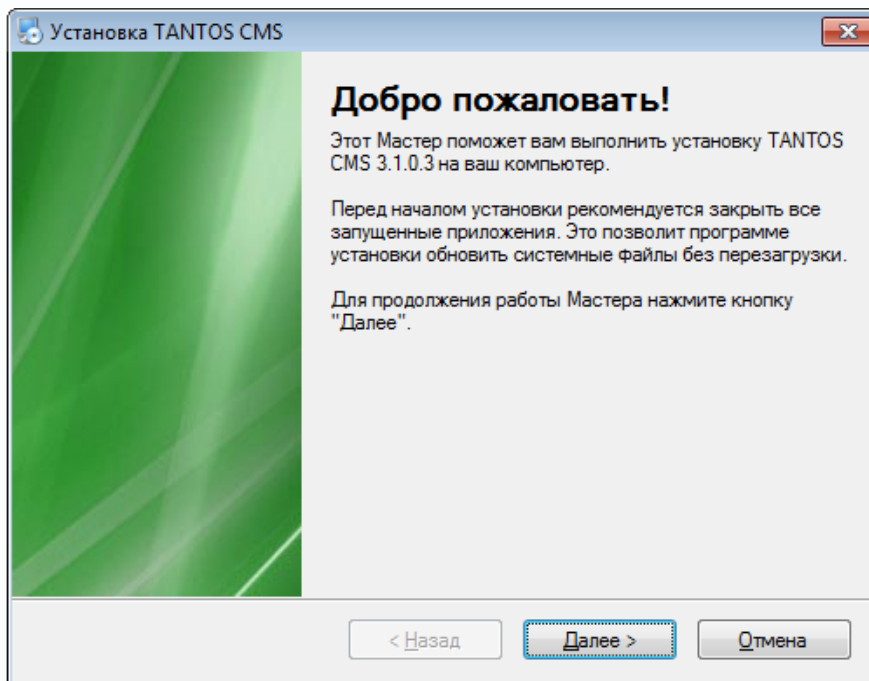 Установка TANTOS CMS
Добро пожаловать!
Этот Мастер поможет вам выполнить установку TANTOS
CMS 3.1.0.3 на ваш компьютер.
Перед началом установки рекомендуется закрыть все
запущенные приложения. Это позволит программе
установки обновить системные файлы без перезагрузки.
Для продолжения работы Мастера нажмите кнопку
"Далее".
< Назад
Далее >
Отмена